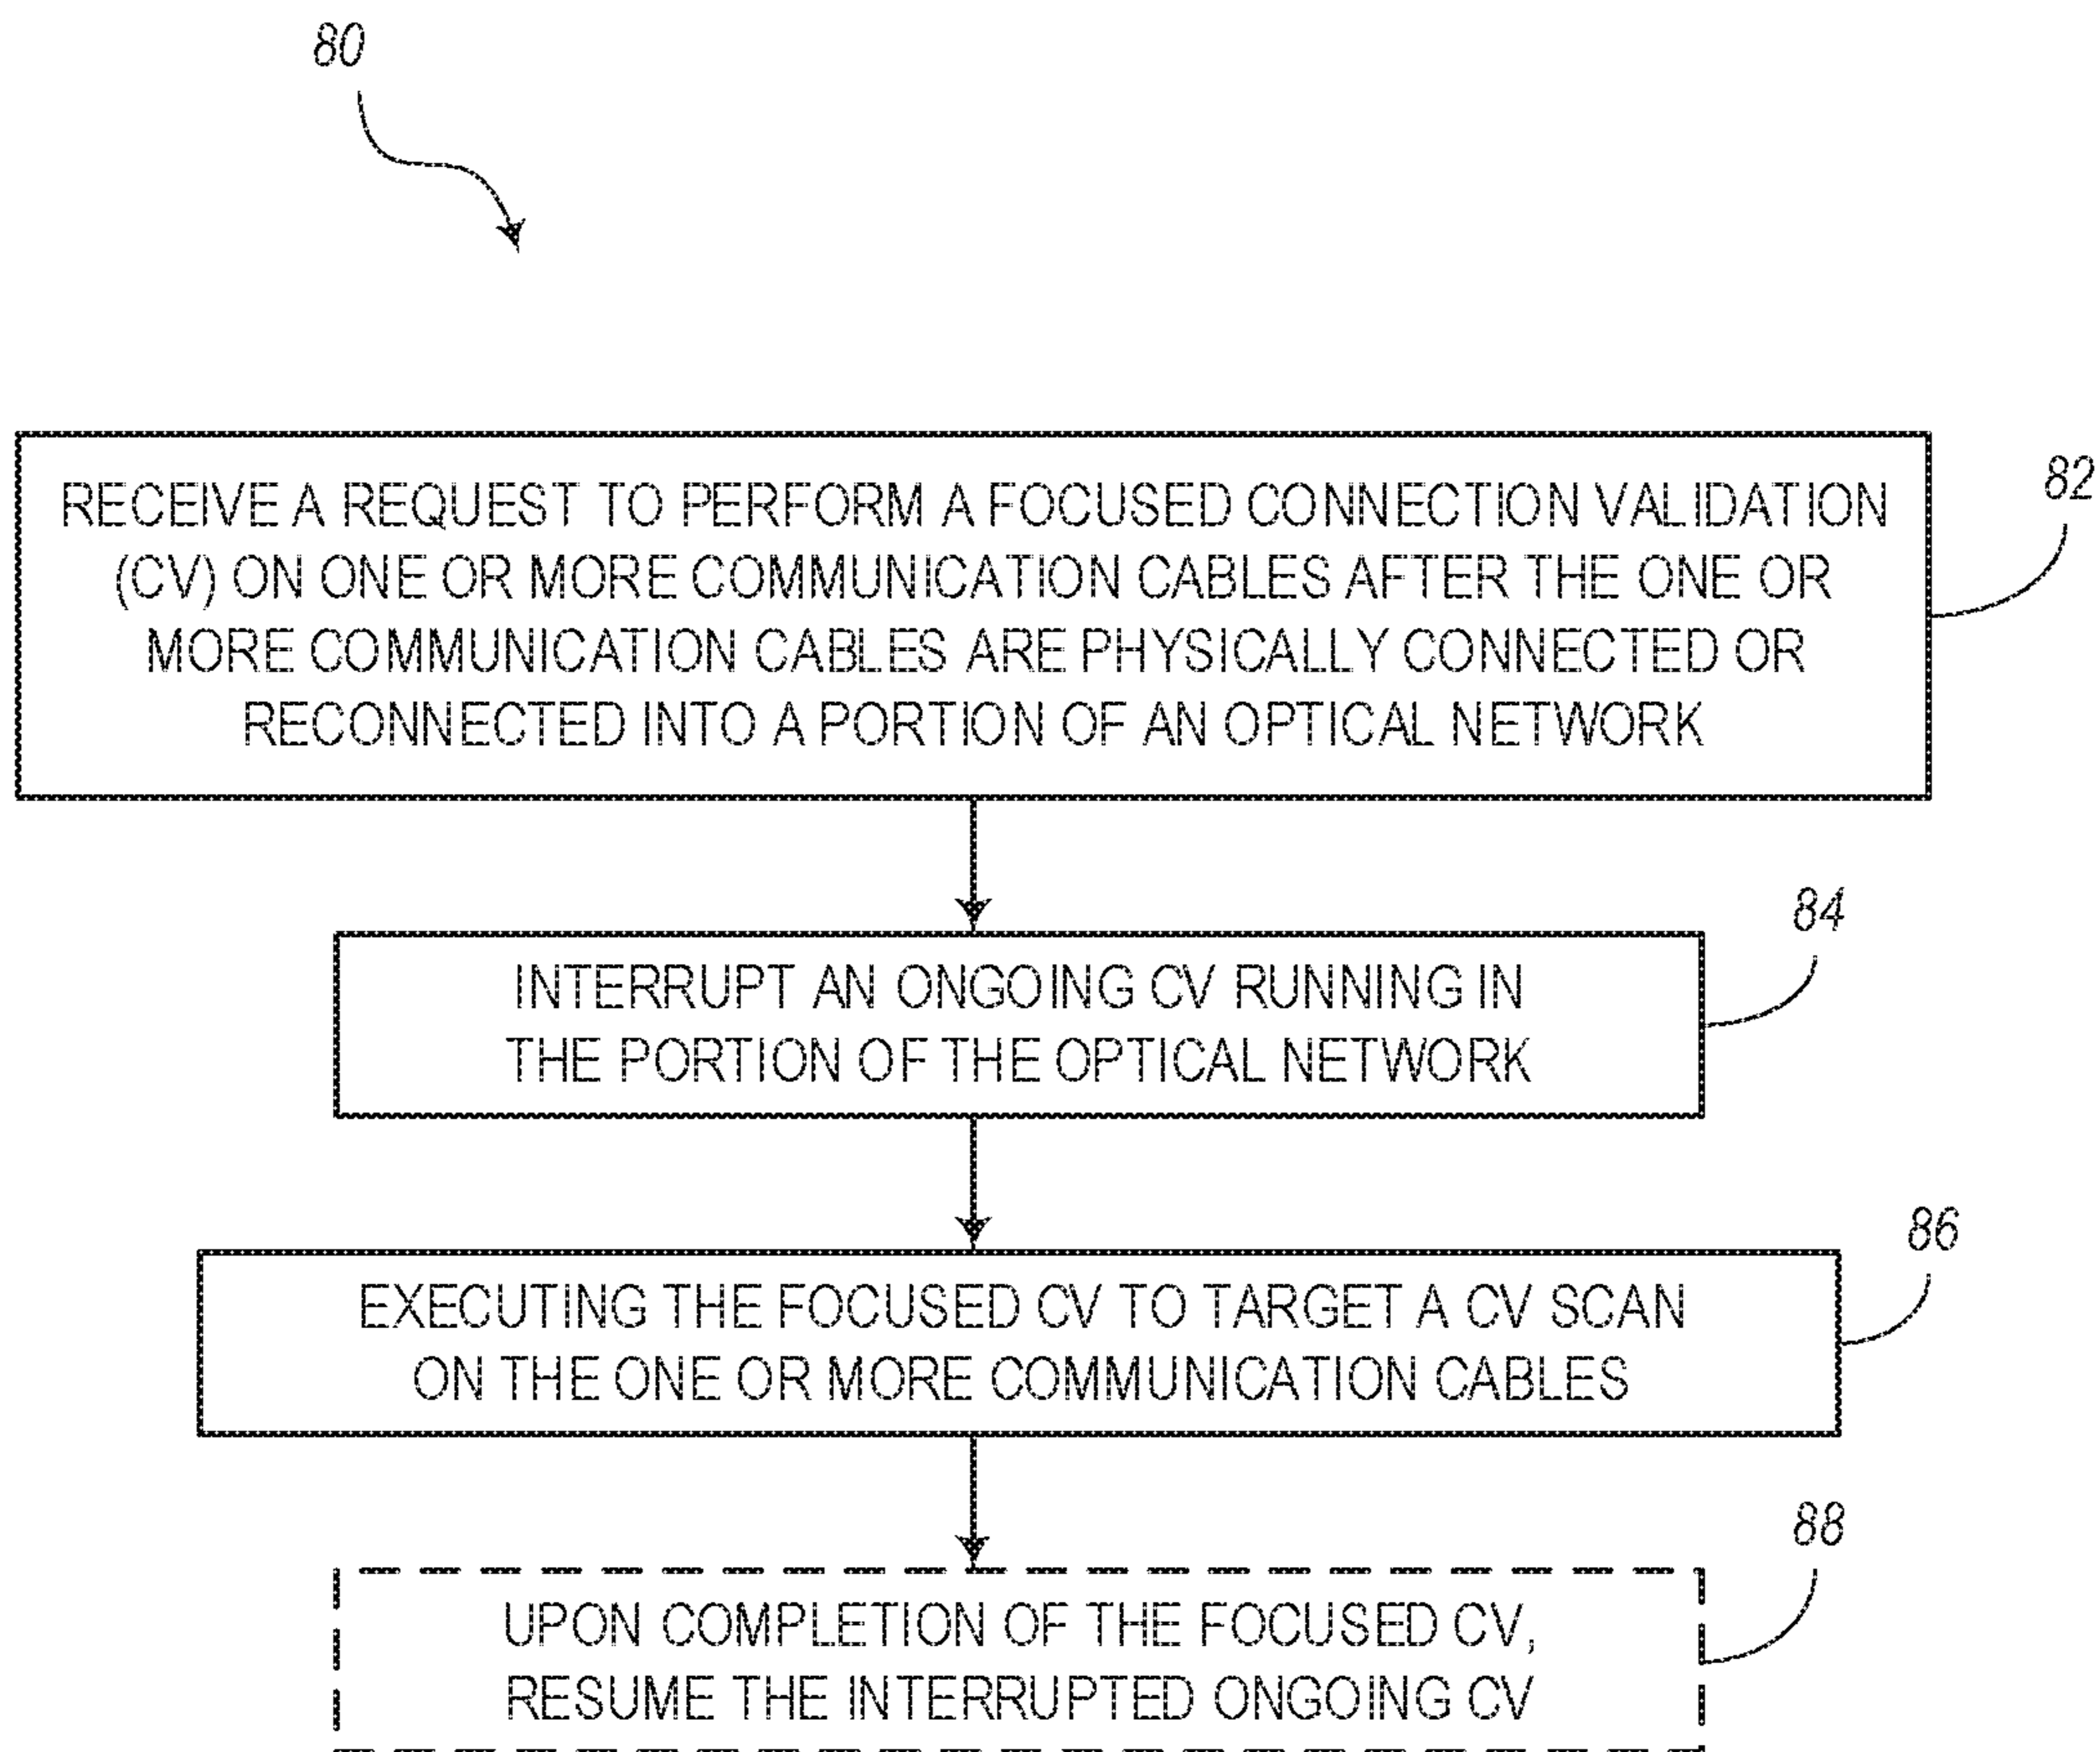 80
RECEIVE A REQUEST TO PERFORM A FOCUSED CONNECTION VALIDATION
(CV) ON ONE OR MORE COMMUNICATION CABLES AFTER THE ONE OR
MORE COMMUNICATION CABLES ARE PHYSICALLY CONNECTED OR
RECONNECTED INTO A PORTION OF AN OPTICAL NETWORK
82
INTERRUPT AN ONGOING CV RUNNING IN
THE PORTION OF THE OPTICAL NETWORK
84
EXECUTING THE FOCUSED CV TO TARGET A CV SCAN
ON THE ONE OR MORE COMMUNICATION CABLES
86
UPON COMPLETION OF THE FOCUSED CV,
RESUME THE INTERRUPTED ONGOING CV
88